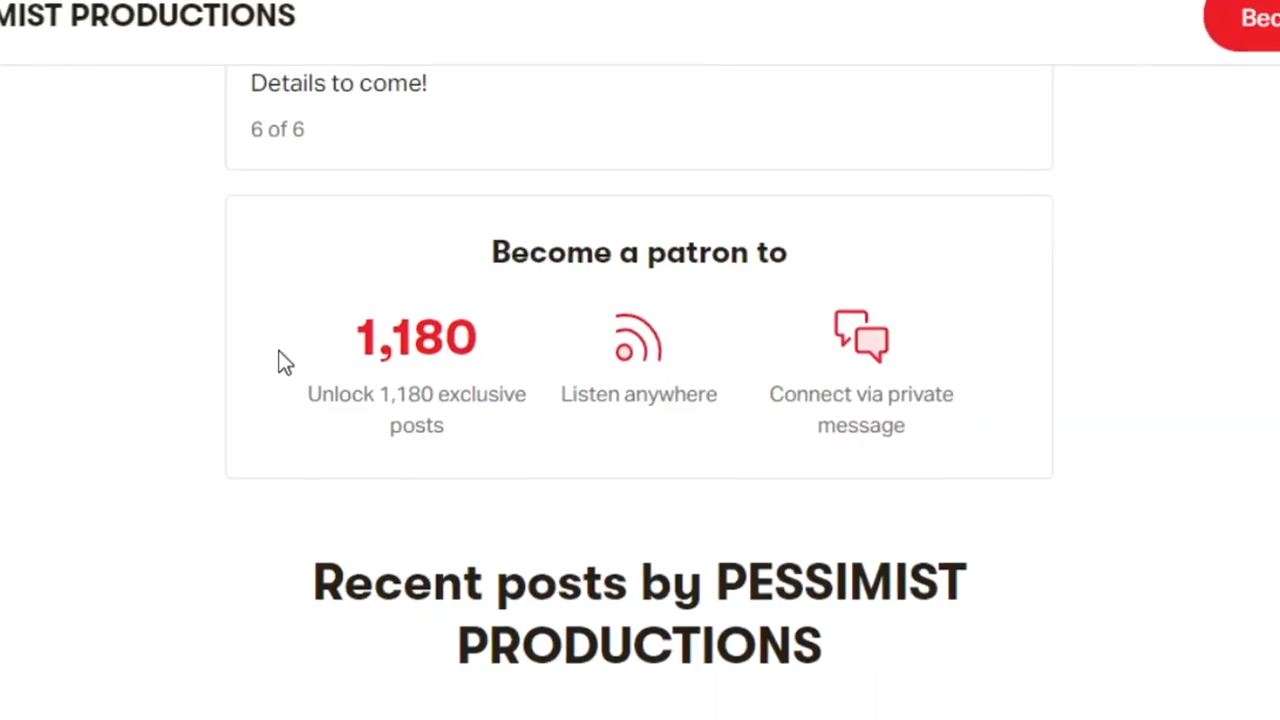 MIST PRODUCTIONS
Bec
Details to come!
6 of 6
Become a patron to
1,180
Unlock 1,180 exclusive
posts
Listen anywhere
Connect via private
message
Recent posts by PESSIMIST
PRODUCTIONS